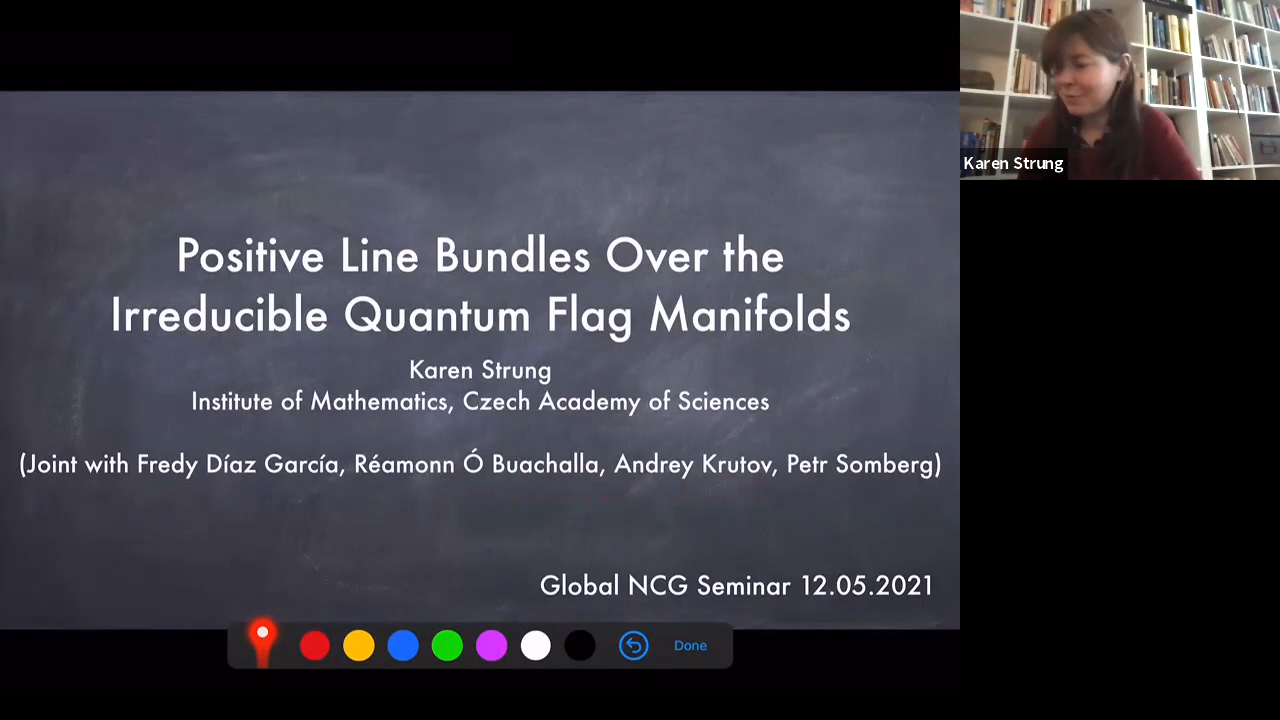 Positive Line Bundles Over the
Irreducible Quantum Flag Manifolds
Karen Strung
Institute of Mathematics, Czech Academy of Sciences
(Joint with Fredy Díaz García, Réamonn Ó Buachalla, Andrey Krutov, Petr Somberg)
Global NCG Seminar 12.05.2021
Done
Karen Strung